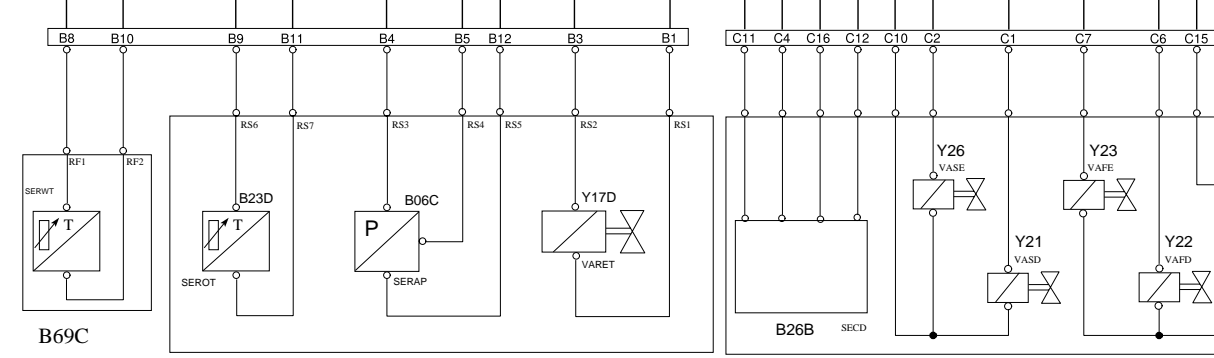 B8 B10 B9 B11 B4 B5 B12 B3 B1 C11 C4 C16 C12 C10 C2 C1 C7 C6 C15
RS6 RS7 RS3 RS4 RS5 RS2 RS1
RF1 RF2
Y26 Y23
VASE VAFE
SERWT
B23D B06C Y17D
T T P
Y21 Y22
VASD VAFD
VARET
SEROT SERAP
B26B SECD
B69C